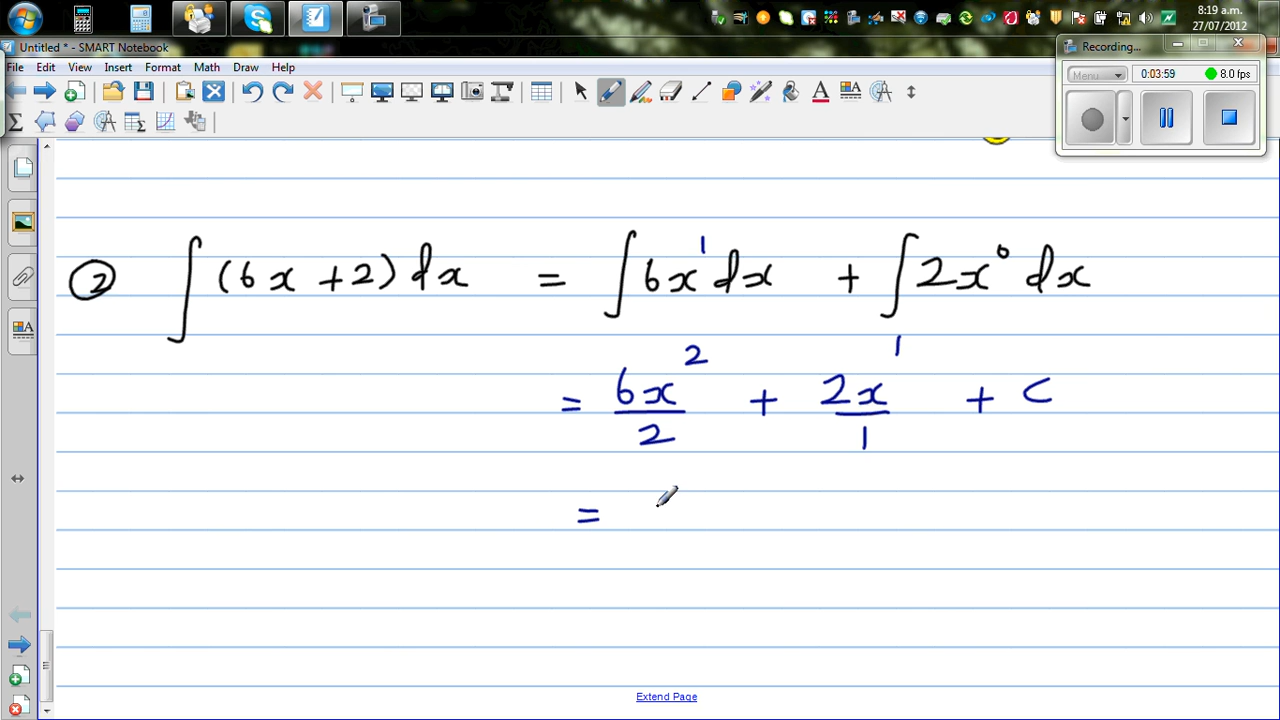 8:19 a.m.
27/07/2012
Untitled * - SMART Notebook
Recording...
File Edit View Insert Format Math Draw Help
Menu 0:03:59 8.0 fps
② ∫ (6x + 2) dx = ∫ 6x¹ dx + ∫ 2x⁰ dx
= 6x²/2 + 2x¹/1 + C
=
Extend Page